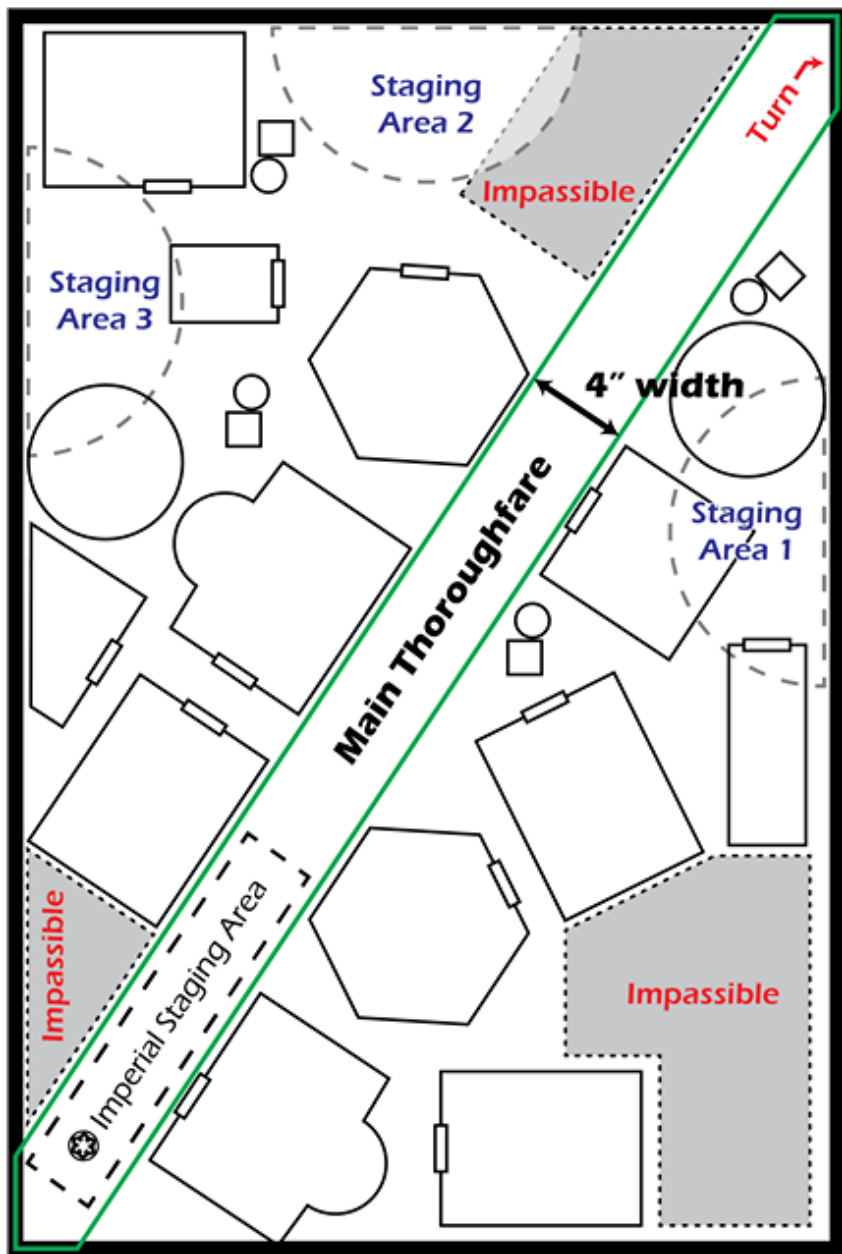 Staging
Area 2
Turn
Impassible
Staging
Area 3
4" width
Staging
Area 1
Main Thoroughfare
Impassible
Imperial Staging Area
Impassible